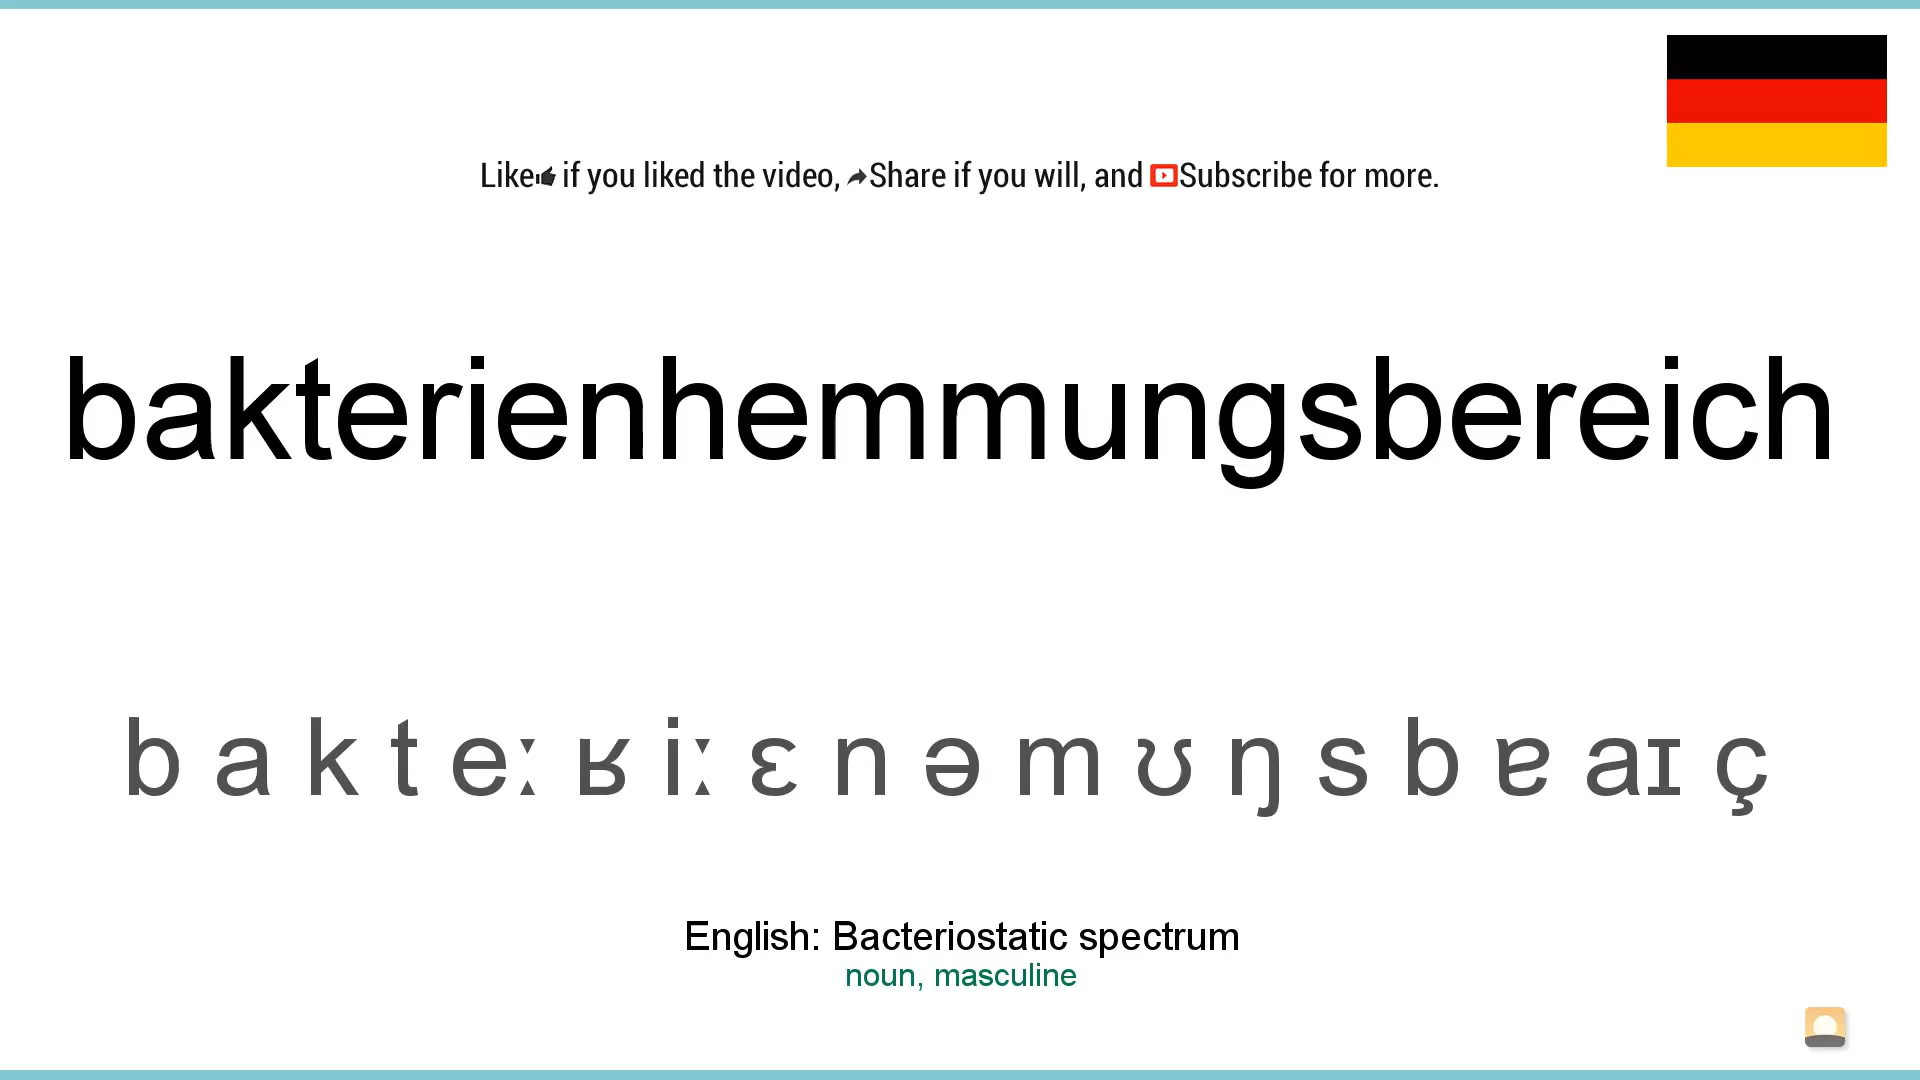 Like if you liked the video, Share if you will, and Subscribe for more.
bakterienhemmungsbereich
b a k t eː ʁ iː ɛ n ə m ʊ ŋ s b ɐ aɪ ç
English: Bacteriostatic spectrum
noun, masculine